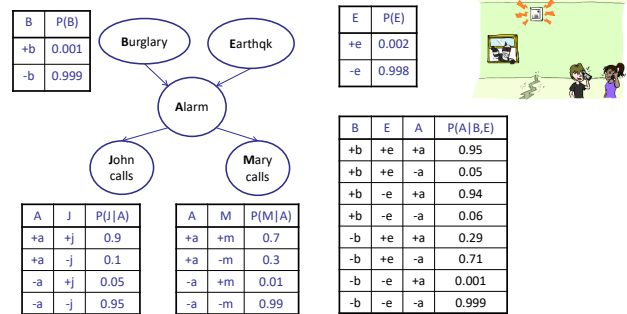 B P(B)
+b 0.001
-b 0.999
Burglary
Earthqk
E P(E)
+e 0.002
-e 0.998
Alarm
John
calls
Mary
calls
A J P(J|A)
+a +j 0.9
+a -j 0.1
-a +j 0.05
-a -j 0.95
A M P(M|A)
+a +m 0.7
+a -m 0.3
-a +m 0.01
-a -m 0.99
B E A P(A|B,E)
+b +e +a 0.95
+b +e -a 0.05
+b -e +a 0.94
+b -e -a 0.06
-b +e +a 0.29
-b +e -a 0.71
-b -e +a 0.001
-b -e -a 0.999